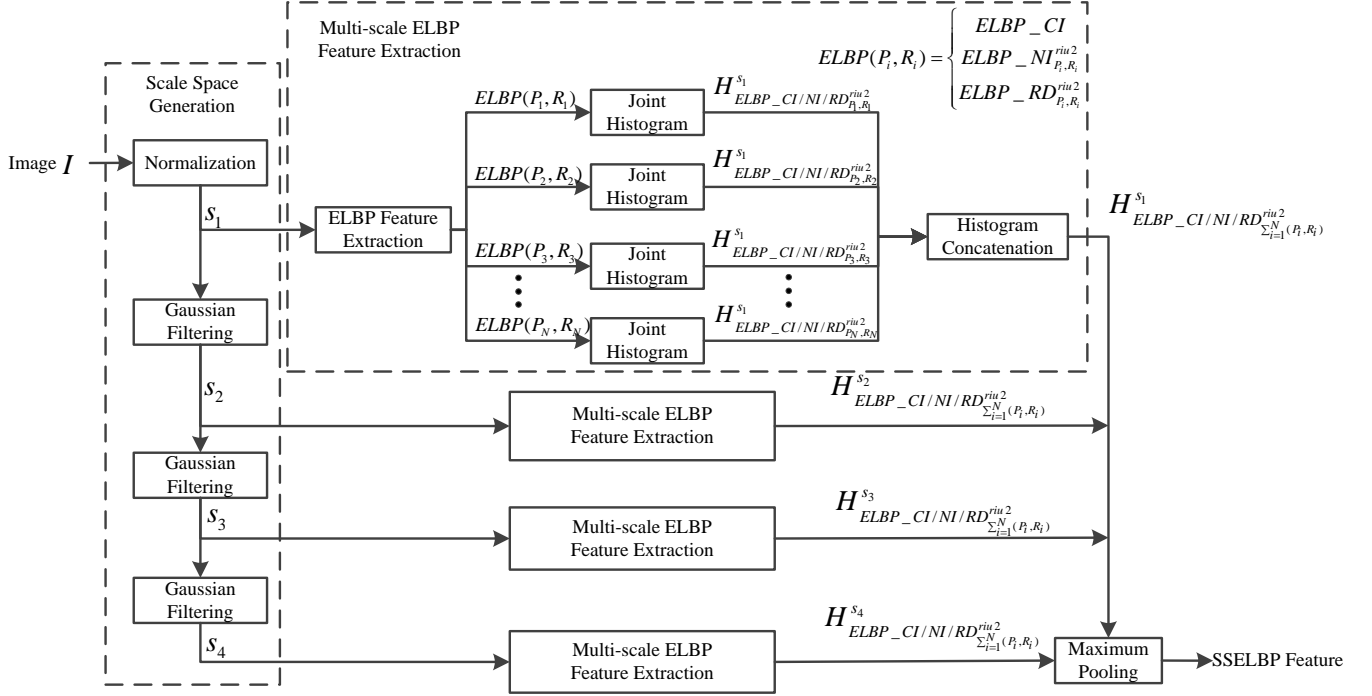 Multi-scale ELBP
Feature Extraction
ELBP(P_i, R_i) = { ELBP_CI
ELBP_NI^{riu2}_{P_i,R_i}
ELBP_RD^{riu2}_{P_i,R_i}
Scale Space
Generation
Image I
Normalization
s_1
ELBP Feature
Extraction
ELBP(P_1, R_1)
Joint
Histogram
H^{s_1}_{ELBP_CI/NI/RD^{riu2}_{P_1,R_1}}
ELBP(P_2, R_2)
Joint
Histogram
H^{s_1}_{ELBP_CI/NI/RD^{riu2}_{P_2,R_2}}
ELBP(P_3, R_3)
Joint
Histogram
H^{s_1}_{ELBP_CI/NI/RD^{riu2}_{P_3,R_3}}
ELBP(P_N, R_N)
Joint
Histogram
H^{s_1}_{ELBP_CI/NI/RD^{riu2}_{P_N,R_N}}
Histogram
Concatenation
H^{s_1}_{ELBP_CI/NI/RD^{riu2}_{∑_{i=1}^{N}(P_i,R_i)}}
Gaussian
Filtering
s_2
Multi-scale ELBP
Feature Extraction
H^{s_2}_{ELBP_CI/NI/RD^{riu2}_{∑_{i=1}^{N}(P_i,R_i)}}
Gaussian
Filtering
s_3
Multi-scale ELBP
Feature Extraction
H^{s_3}_{ELBP_CI/NI/RD^{riu2}_{∑_{i=1}^{N}(P_i,R_i)}}
Gaussian
Filtering
s_4
Multi-scale ELBP
Feature Extraction
H^{s_4}_{ELBP_CI/NI/RD^{riu2}_{∑_{i=1}^{N}(P_i,R_i)}}
Maximum
Pooling
SSELBP Feature